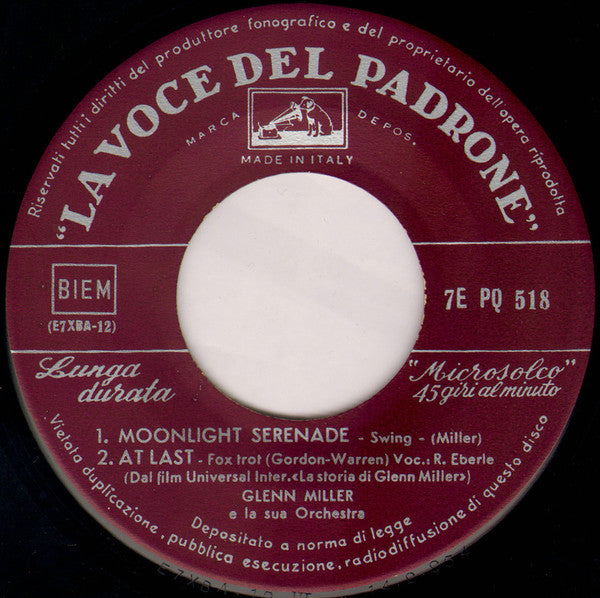 Riservati tutti i diritti del produttore fonografico e del proprietario dell'opera riprodotta
"LA VOCE DEL PADRONE"
MARCA DEPOS.
MADE IN ITALY
BIEM
(E7XBA-12)
7E PQ 518
Lunga
durata
"Microsolco"
45 giri al minuto
1. MOONLIGHT SERENADE - Swing - (Miller)
2. AT LAST - Fox trot (Gordon-Warren) Voc.: R. Eberle
(Dal film Universal Inter. «La storia di Glenn Miller»)
GLENN MILLER
e la sua Orchestra
Depositato a norma di legge
Vietata duplicazione, pubblica esecuzione, radiodiffusione di questo disco